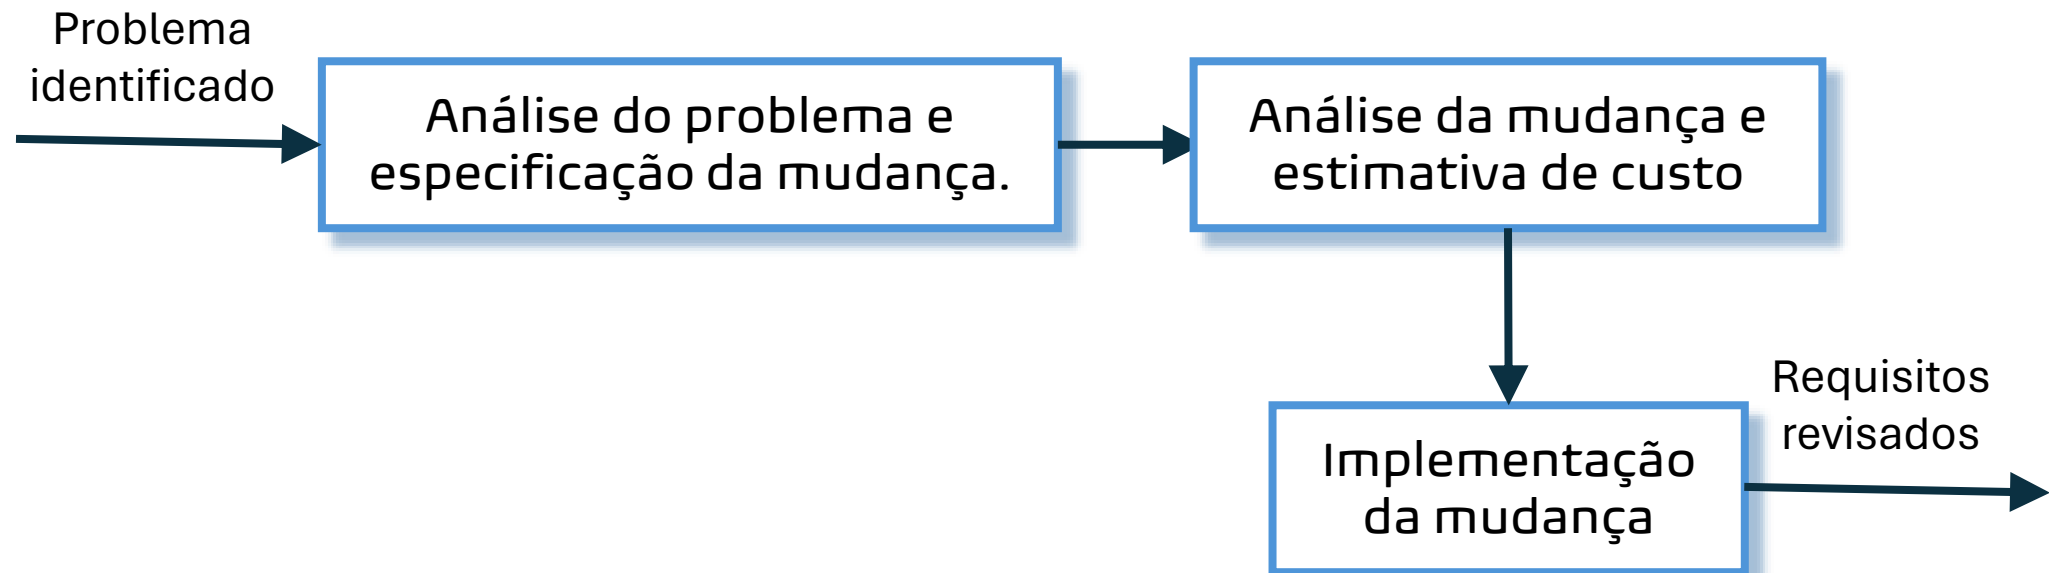 Problema
identificado
Análise do problema e
especificação da mudança.
Análise da mudança e
estimativa de custo
Requisitos
revisados
Implementação
da mudança